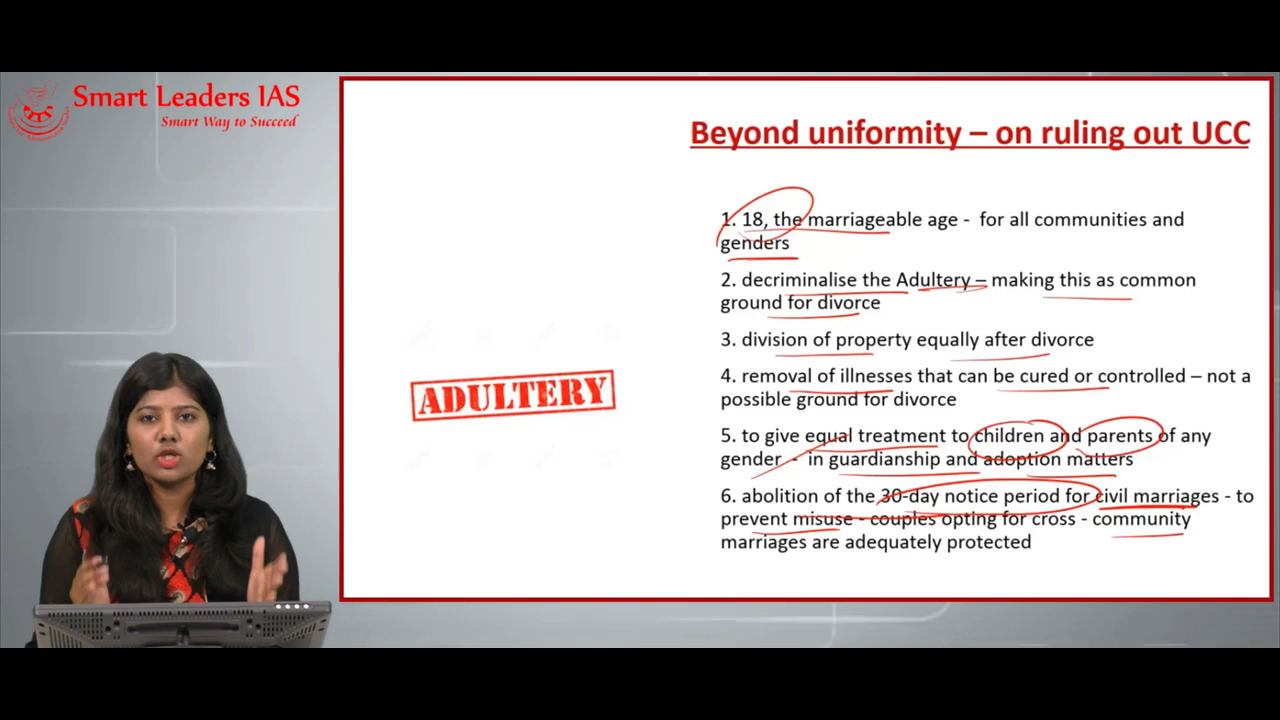 Smart Leaders IAS
Smart Way to Succeed
Beyond uniformity – on ruling out UCC
1. 18, the marriageable age -  for all communities and
genders
2. decriminalise the Adultery – making this as common
ground for divorce
3. division of property equally after divorce
4. removal of illnesses that can be cured or controlled – not a
possible ground for divorce
5. to give equal treatment to children and parents of any
gender  -  in guardianship and adoption matters
6. abolition of the 30-day notice period for civil marriages - to
prevent misuse - couples opting for cross - community
marriages are adequately protected
ADULTERY